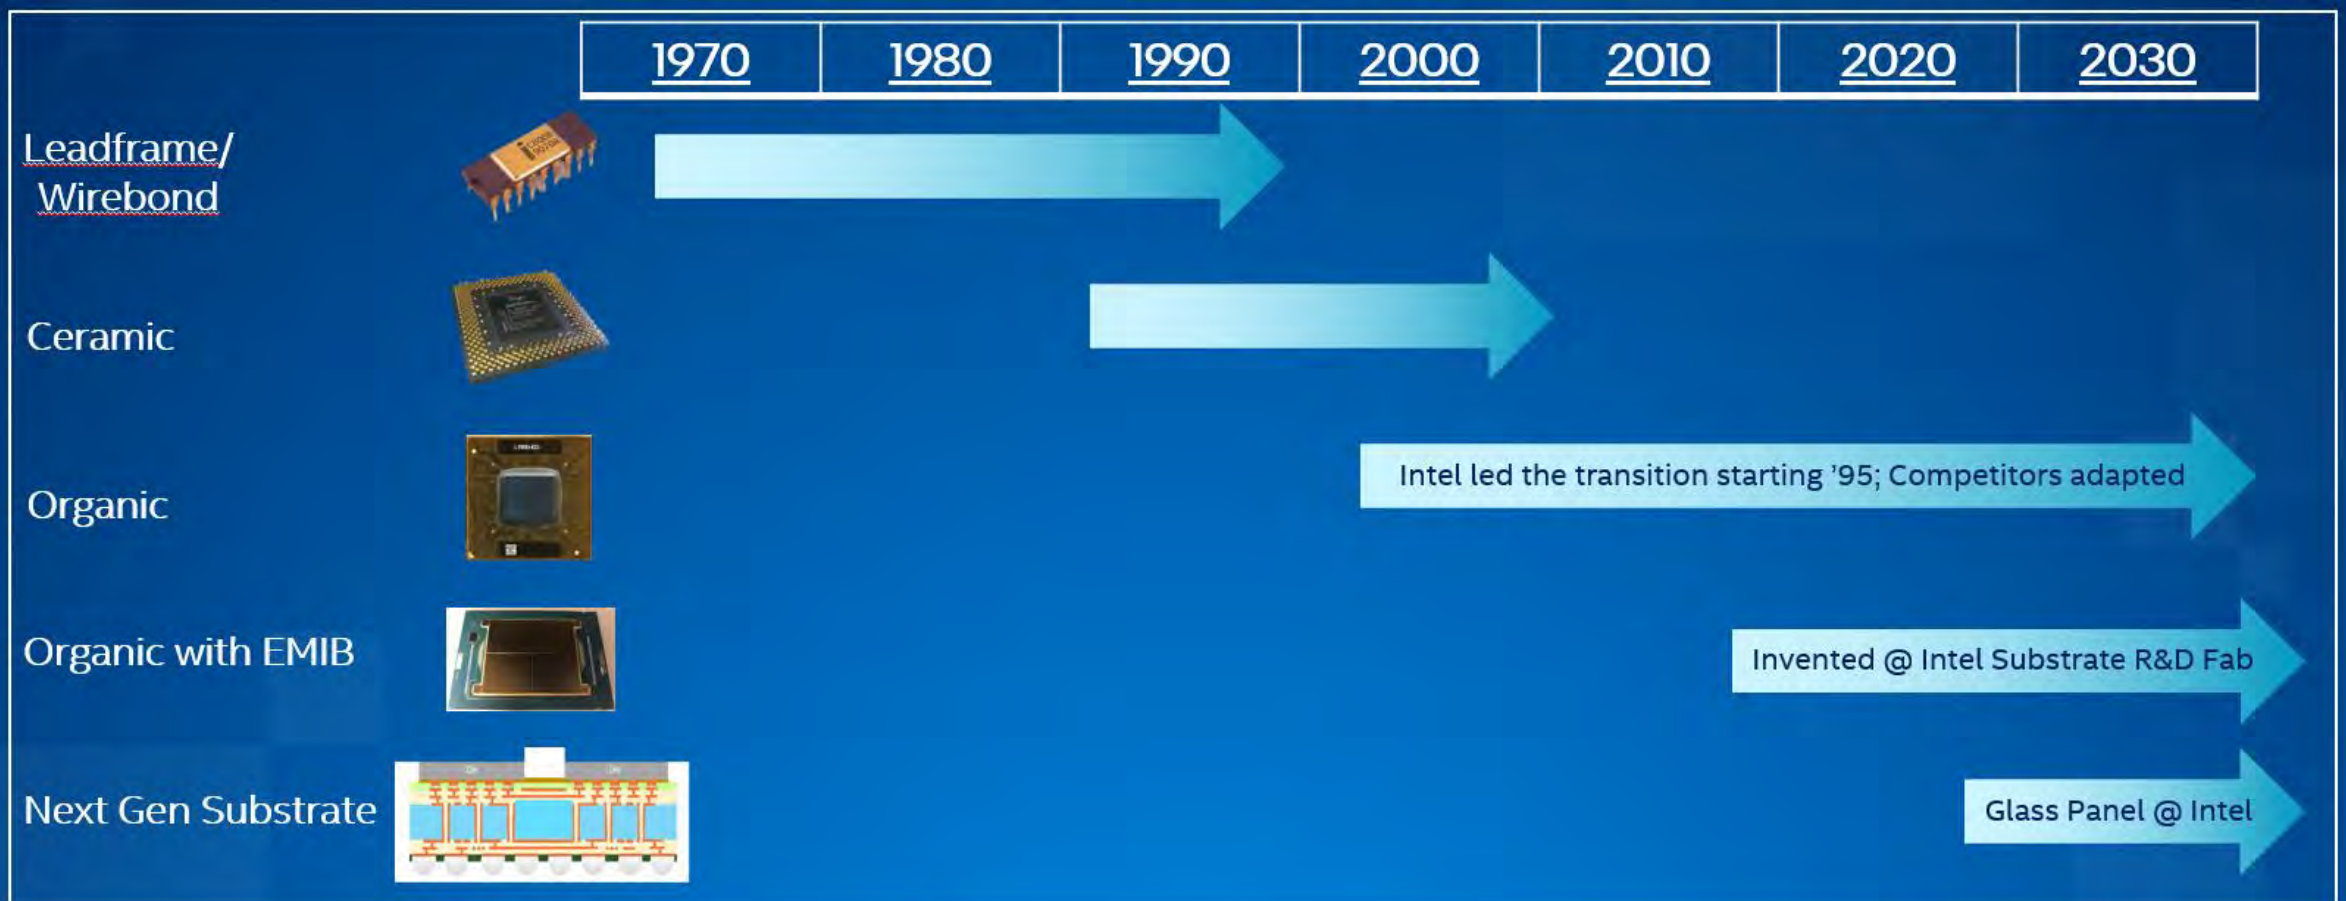 1970 1980 1990 2000 2010 2020 2030
Leadframe/
Wirebond
Ceramic
Organic
Intel led the transition starting ’95; Competitors adapted
Organic with EMIB
Invented @ Intel Substrate R&D Fab
Next Gen Substrate
Glass Panel @ Intel